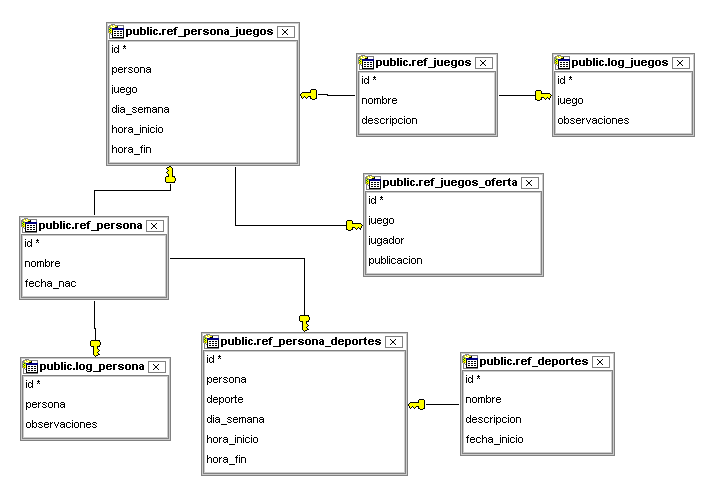 public.ref_persona_juegos
id *
persona
juego
dia_semana
hora_inicio
hora_fin
public.ref_juegos
id *
nombre
descripcion
public.log_juegos
id *
juego
observaciones
public.ref_juegos_oferta
id *
juego
jugador
publicacion
public.ref_persona
id *
nombre
fecha_nac
public.log_persona
id *
persona
observaciones
public.ref_persona_deportes
id *
persona
deporte
dia_semana
hora_inicio
hora_fin
public.ref_deportes
id *
nombre
descripcion
fecha_inicio